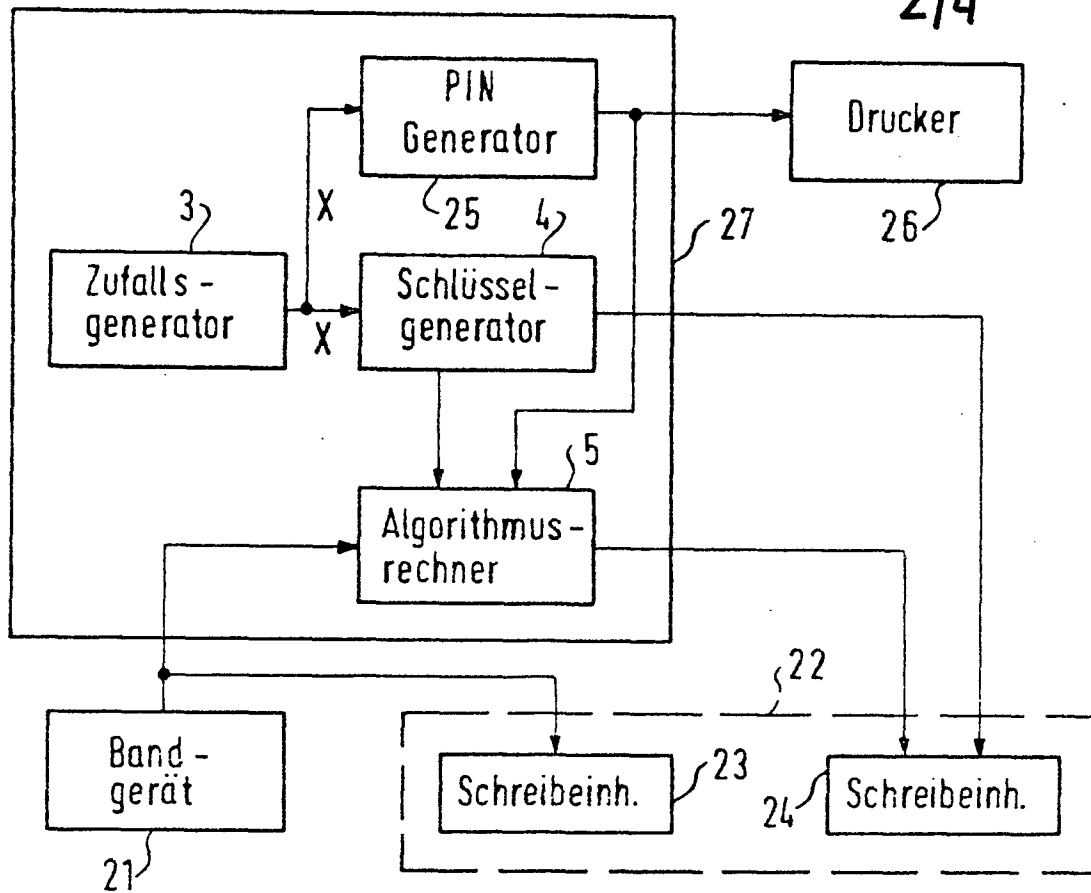 2/4
PIN
Generator
25
Drucker
26
3
Zufalls-
generator
X
X
4
Schlüssel-
generator
27
5
Algorithmus-
rechner
22
Band-
gerät
21
Schreibeinh.
23
24
Schreibeinh.